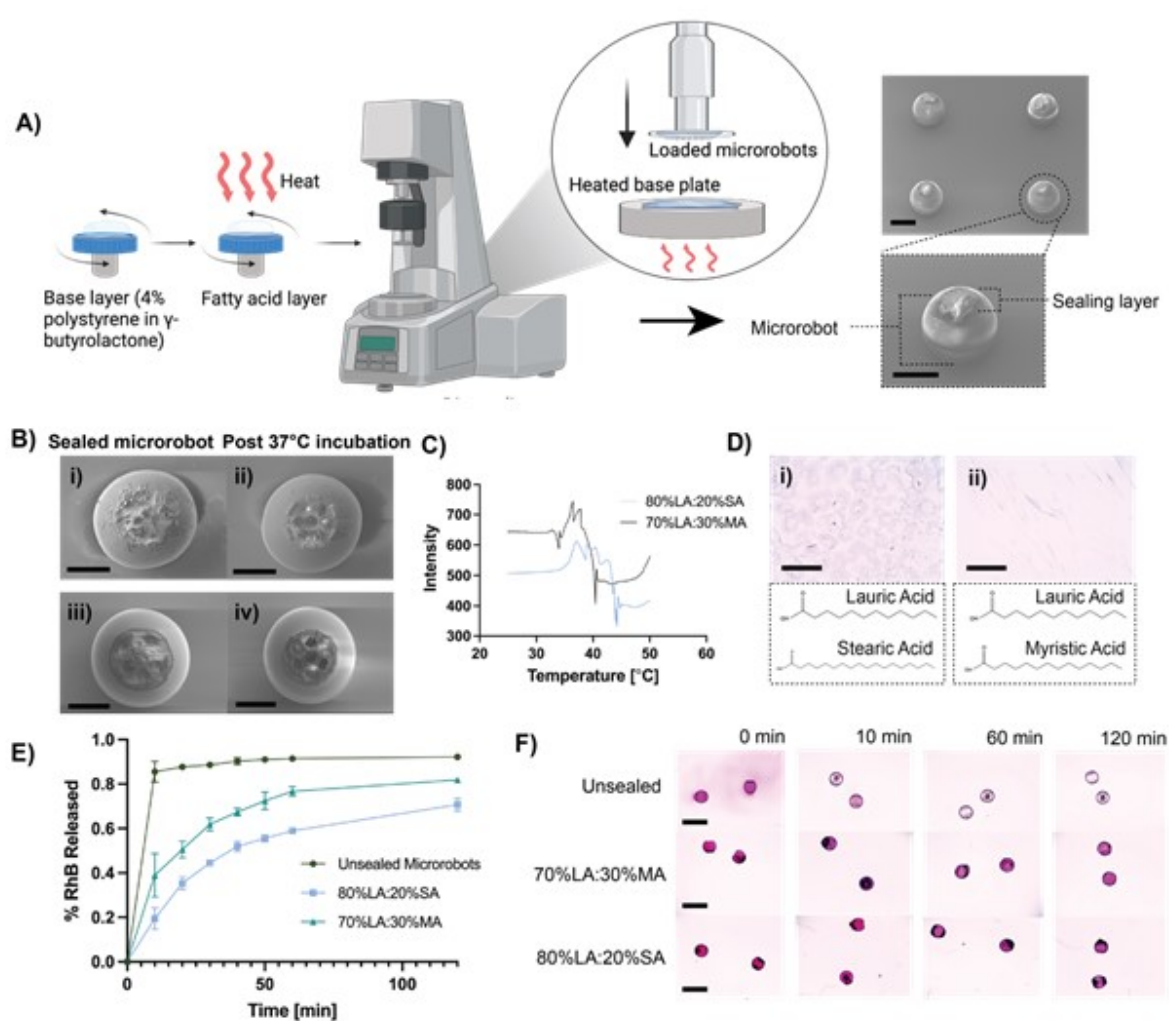 A)
Heat
Loaded microrobots
Heated base plate
Base layer (4%
polystyrene in γ-
butyrolactone)
Fatty acid layer
Microrobot
Sealing layer
B) Sealed microrobot Post 37°C incubation
i) ii)
iii) iv)
C)
80%LA:20%SA
70%LA:30%MA
800
700
600
500
400
300
Intensity
20 30 40 50 60
Temperature [°C]
D)
i) ii)
Lauric Acid
Stearic Acid
Lauric Acid
Myristic Acid
E)
1.0
0.8
0.6
0.4
0.2
0.0
% RhB Released
Unsealed Microrobots
80%LA:20%SA
70%LA:30%MA
0 50 100
Time [min]
F)
0 min 10 min 60 min 120 min
Unsealed
70%LA:30%MA
80%LA:20%SA